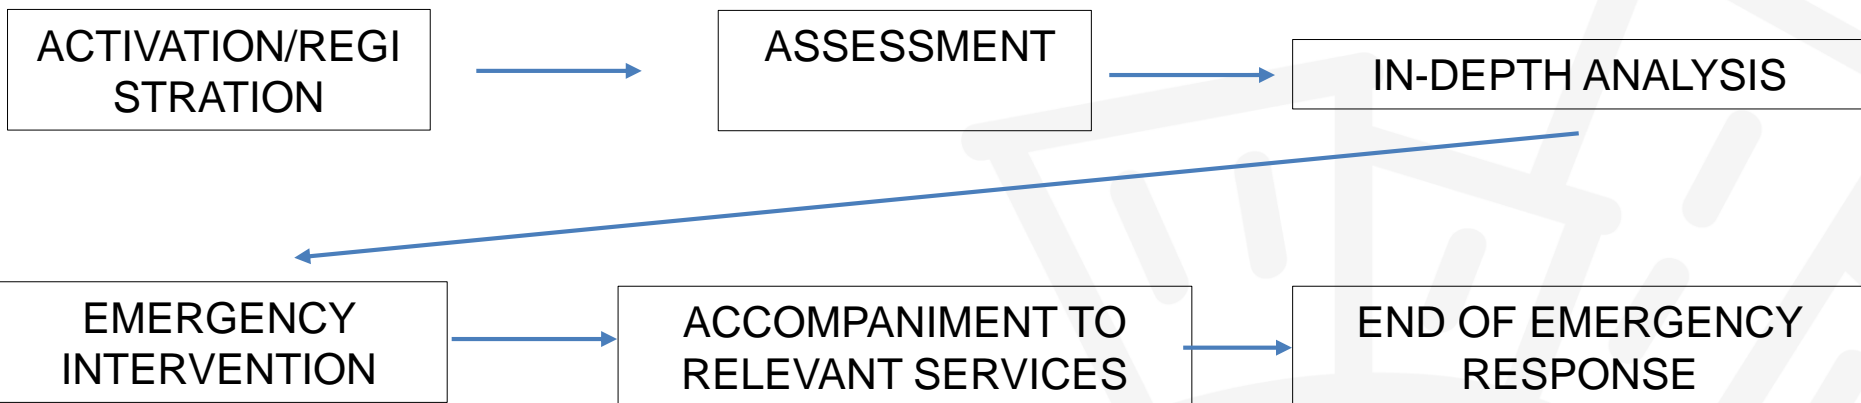 ACTIVATION/REGI
STRATION
ASSESSMENT
IN-DEPTH ANALYSIS
EMERGENCY
INTERVENTION
ACCOMPANIMENT TO
RELEVANT SERVICES
END OF EMERGENCY
RESPONSE